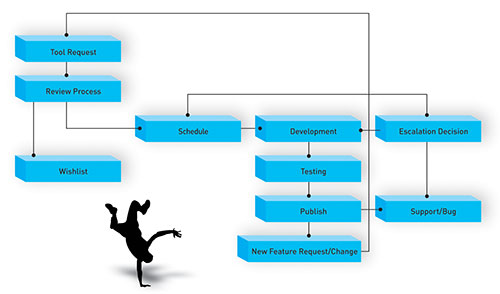 Tool Request
Review Process
Schedule
Development
Escalation Decision
Wishlist
Testing
Publish
Support/Bug
New Feature Request/Change